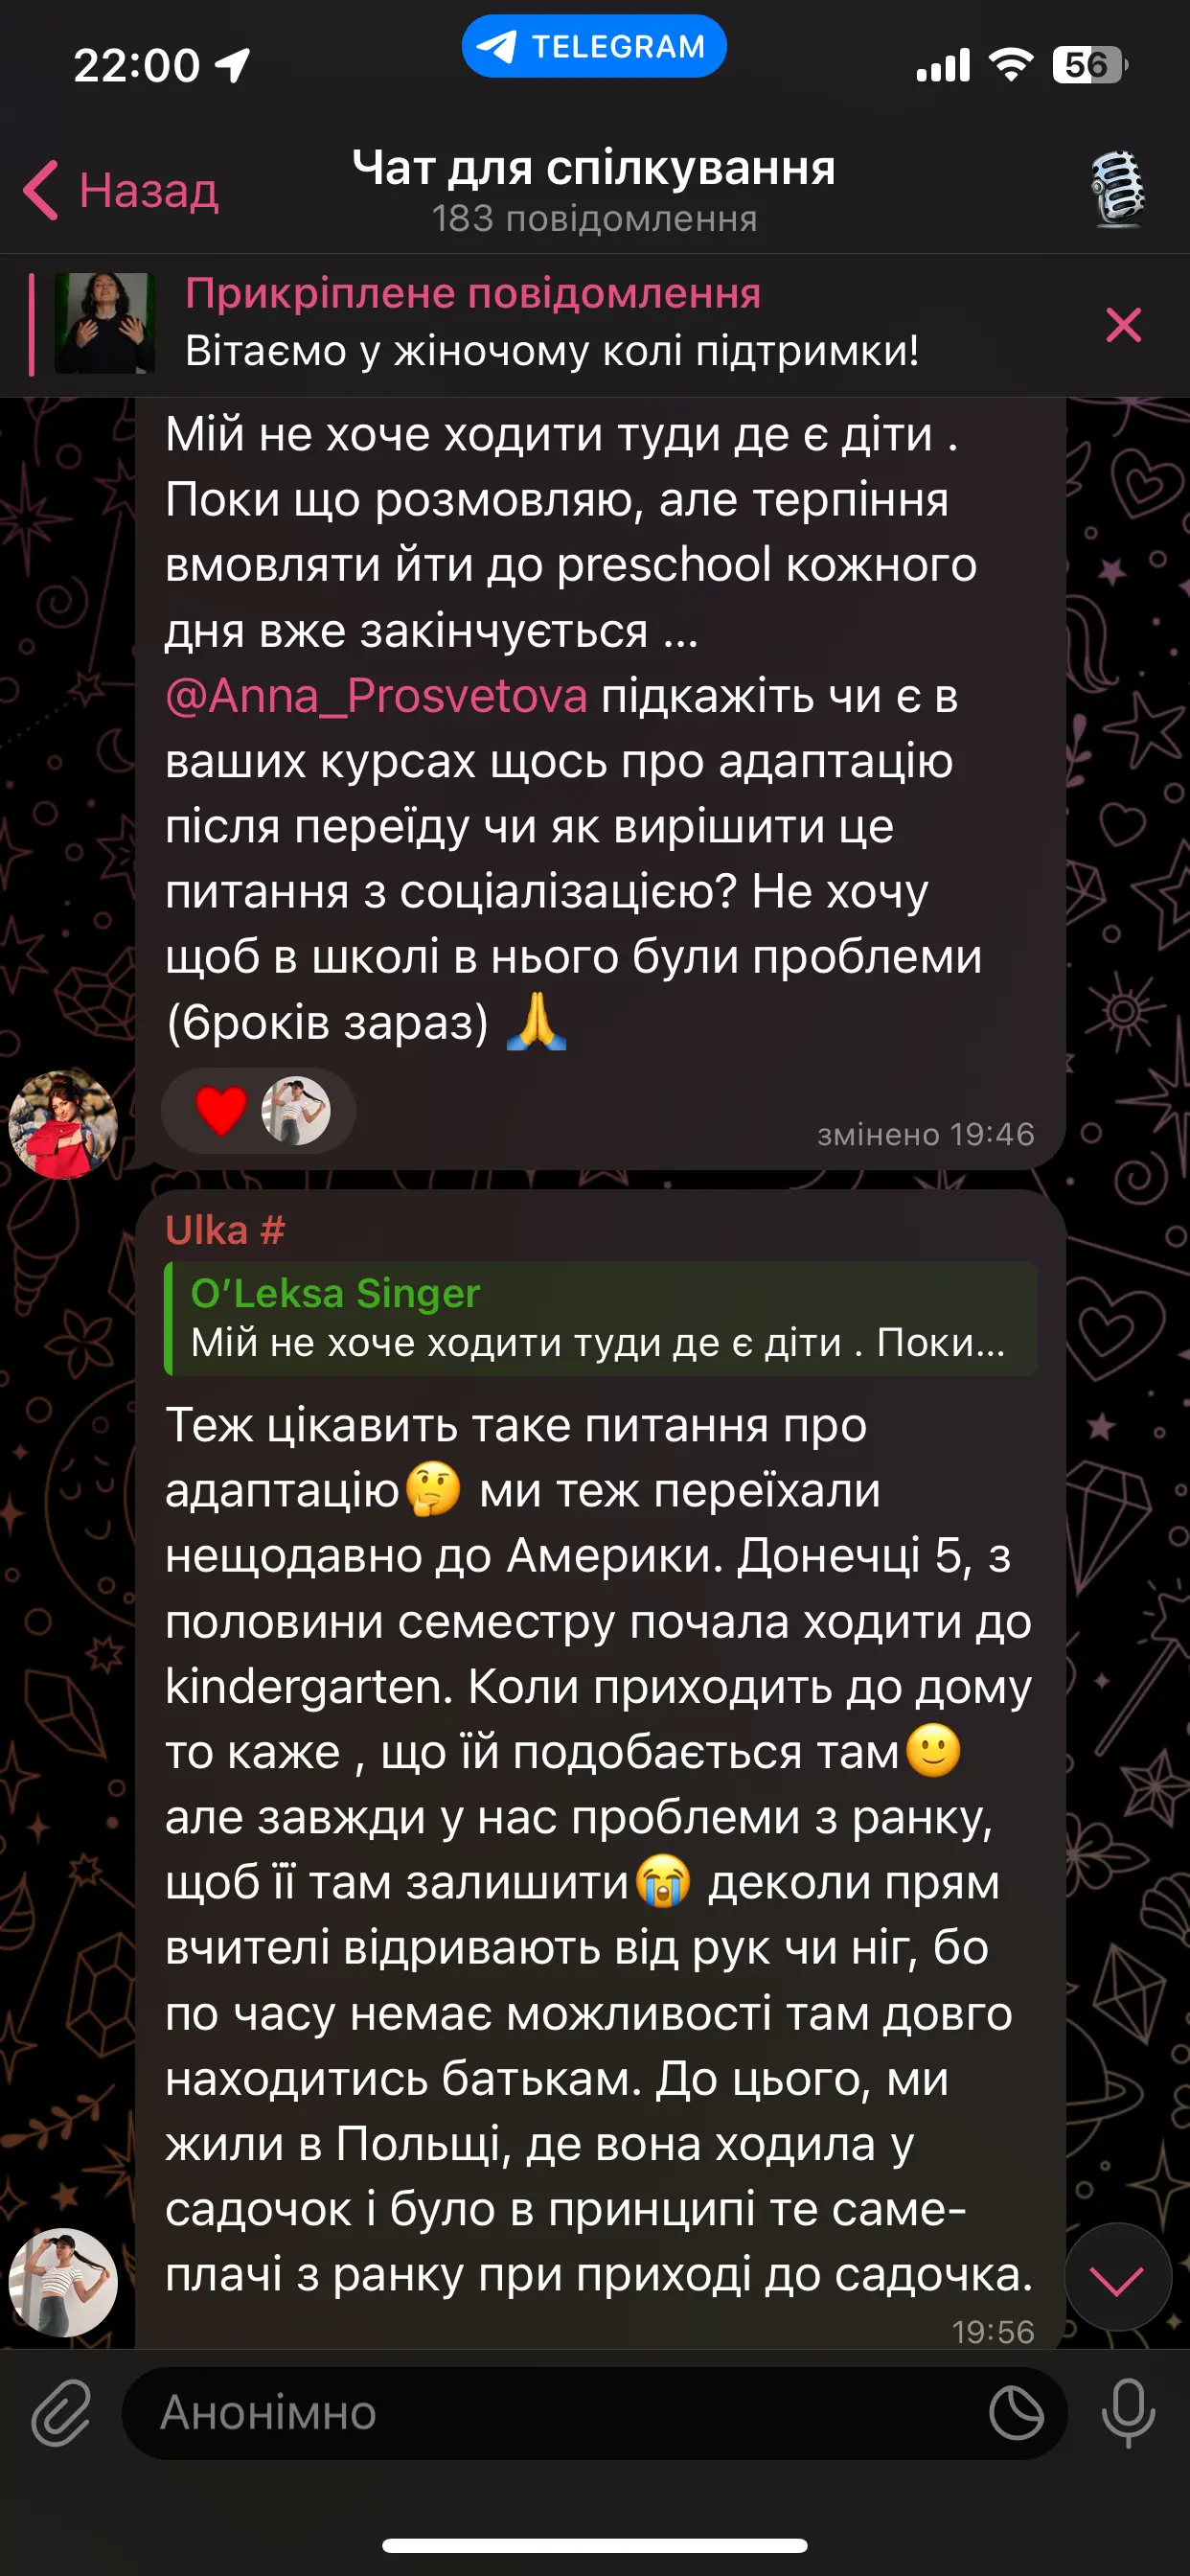 22:00
TELEGRAM
56
Назад
Чат для спілкування
183 повідомлення
Прикріплене повідомлення
Вітаємо у жіночому колі підтримки!
Мій не хоче ходити туди де є діти .
Поки що розмовляю, але терпіння
вмовляти йти до preschool кожного
дня вже закінчується ...
@Anna_Prosvetova підкажіть чи є в
ваших курсах щось про адаптацію
після переїду чи як вирішити це
питання з соціалізацією? Не хочу
щоб в школі в нього були проблеми
(6років зараз) 🙏
змінено 19:46
Ulka #
O’Leksa Singer
Мій не хоче ходити туди де є діти . Поки...
Теж цікавить таке питання про
адаптацію🤔 ми теж переїхали
нещодавно до Америки. Донечці 5, з
половини семестру почала ходити до
kindergarten. Коли приходить до дому
то каже , що їй подобається там🙂
але завжди у нас проблеми з ранку,
щоб її там залишити😭 деколи прям
вчителі відривають від рук чи ніг, бо
по часу немає можливості там довго
находитись батькам. До цього, ми
жили в Польщі, де вона ходила у
садочок і було в принципі те саме-
плачі з ранку при приході до садочка.
19:56
Анонімно